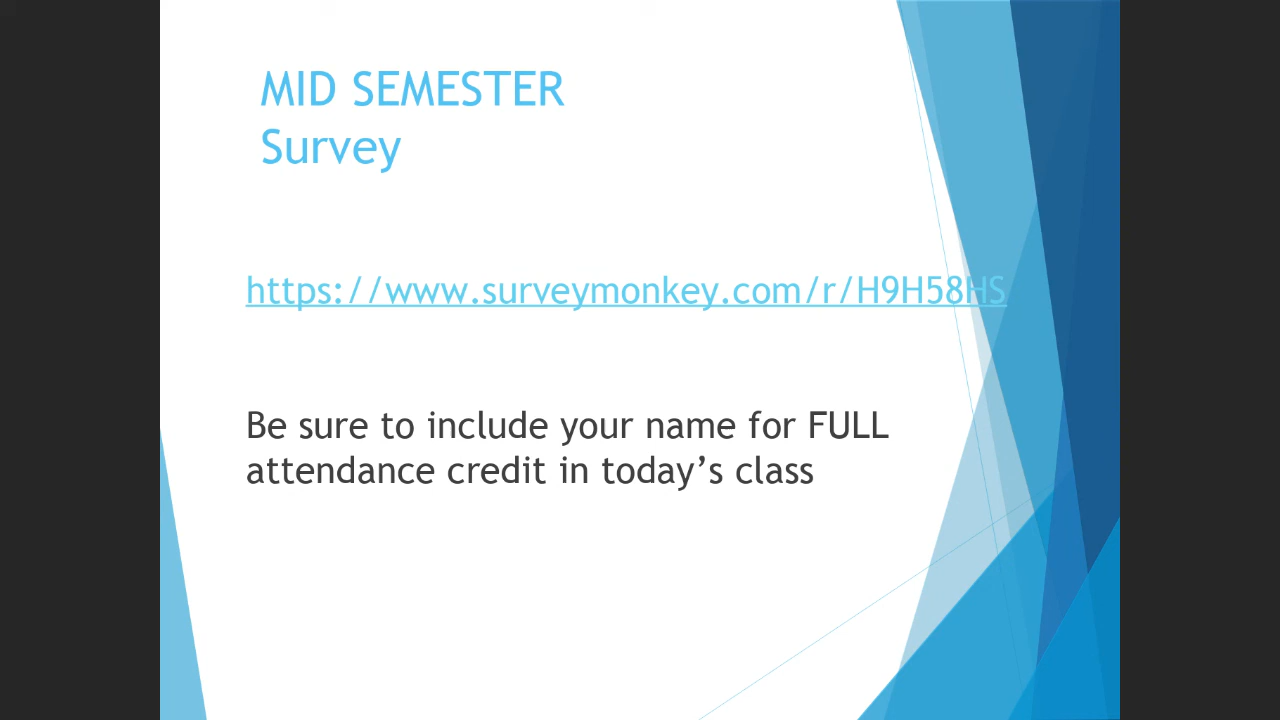 MID SEMESTER
Survey
https://www.surveymonkey.com/r/H9H58HS
Be sure to include your name for FULL
attendance credit in today’s class